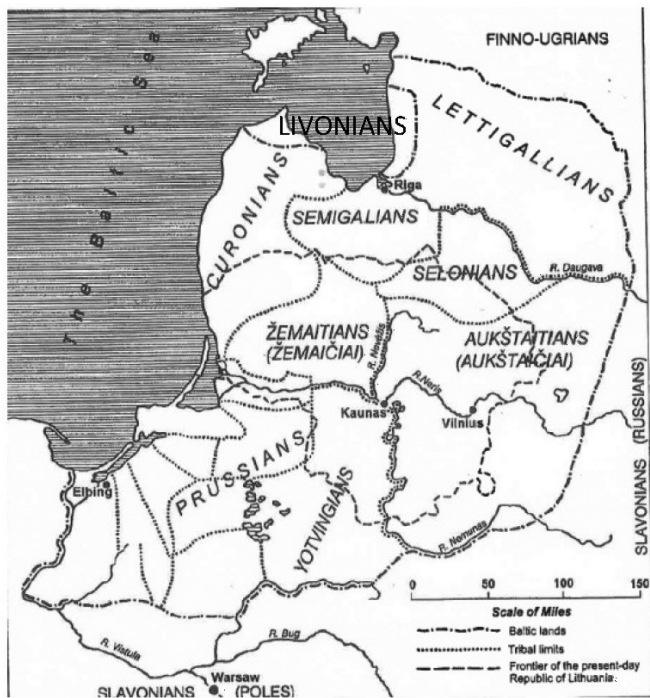 FINNO-UGRIANS
The Baltic Sea
LIVONIANS
LETTIGALLIANS
CURONIANS
Riga
SEMIGALIANS
SELONIANS
R. Daugava
ŽEMAITIANS
(ŽEMAIČIAI)
R. Nevėžis
AUKŠTAITIANS
(AUKŠTAIČIAI)
R.Neris
Kaunas
Vilnius
PRUSSIANS
Elbing
YOTVINGIANS
R. Nemunas
SLAVONIANS (RUSSIANS)
R. Vistula
R. Bug
Warsaw
SLAVONIANS (POLES)
0 50 100 150
Scale of Miles
Baltic lands
Tribal limits
Frontier of the present-day
Republic of Lithuania.